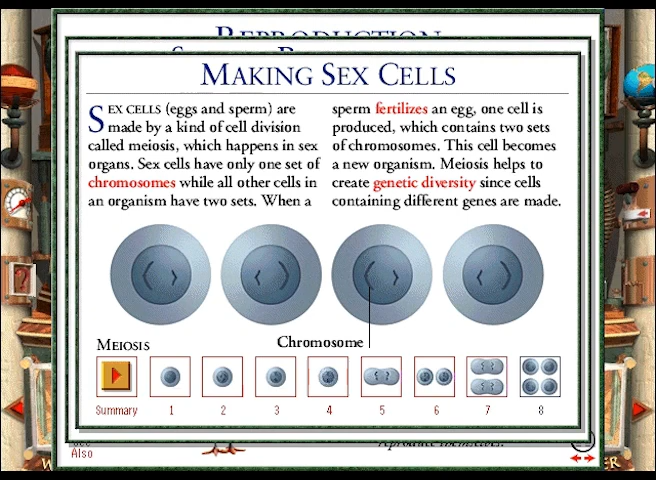 REPRODUCTION
MAKING SEX CELLS
SEX CELLS (eggs and sperm) are
made by a kind of cell division
called meiosis, which happens in sex
organs. Sex cells have only one set of
chromosomes while all other cells in
an organism have two sets. When a
sperm fertilizes an egg, one cell is
produced, which contains two sets
of chromosomes. This cell becomes
a new organism. Meiosis helps to
create genetic diversity since cells
containing different genes are made.
Chromosome
MEIOSIS
Summary 1 2 3 4 5 6 7 8
reproduce themselves.
See
Also